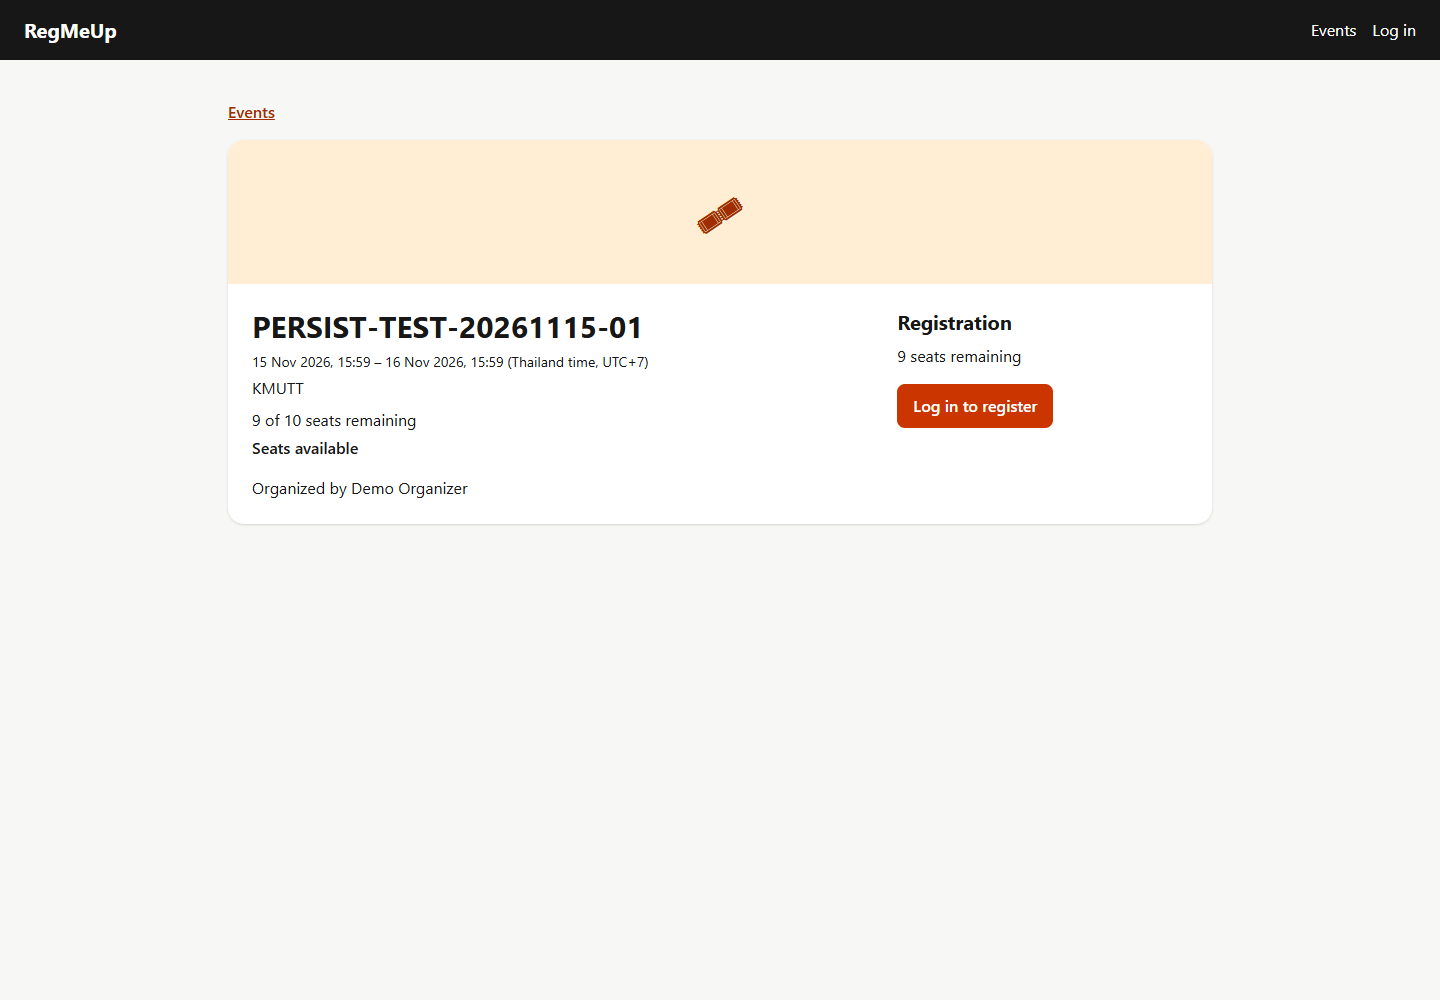 RegMeUp
Events
Log in
Events
PERSIST-TEST-20261115-01
15 Nov 2026, 15:59 – 16 Nov 2026, 15:59 (Thailand time, UTC+7)
KMUTT
9 of 10 seats remaining
Seats available
Organized by Demo Organizer
Registration
9 seats remaining
Log in to register